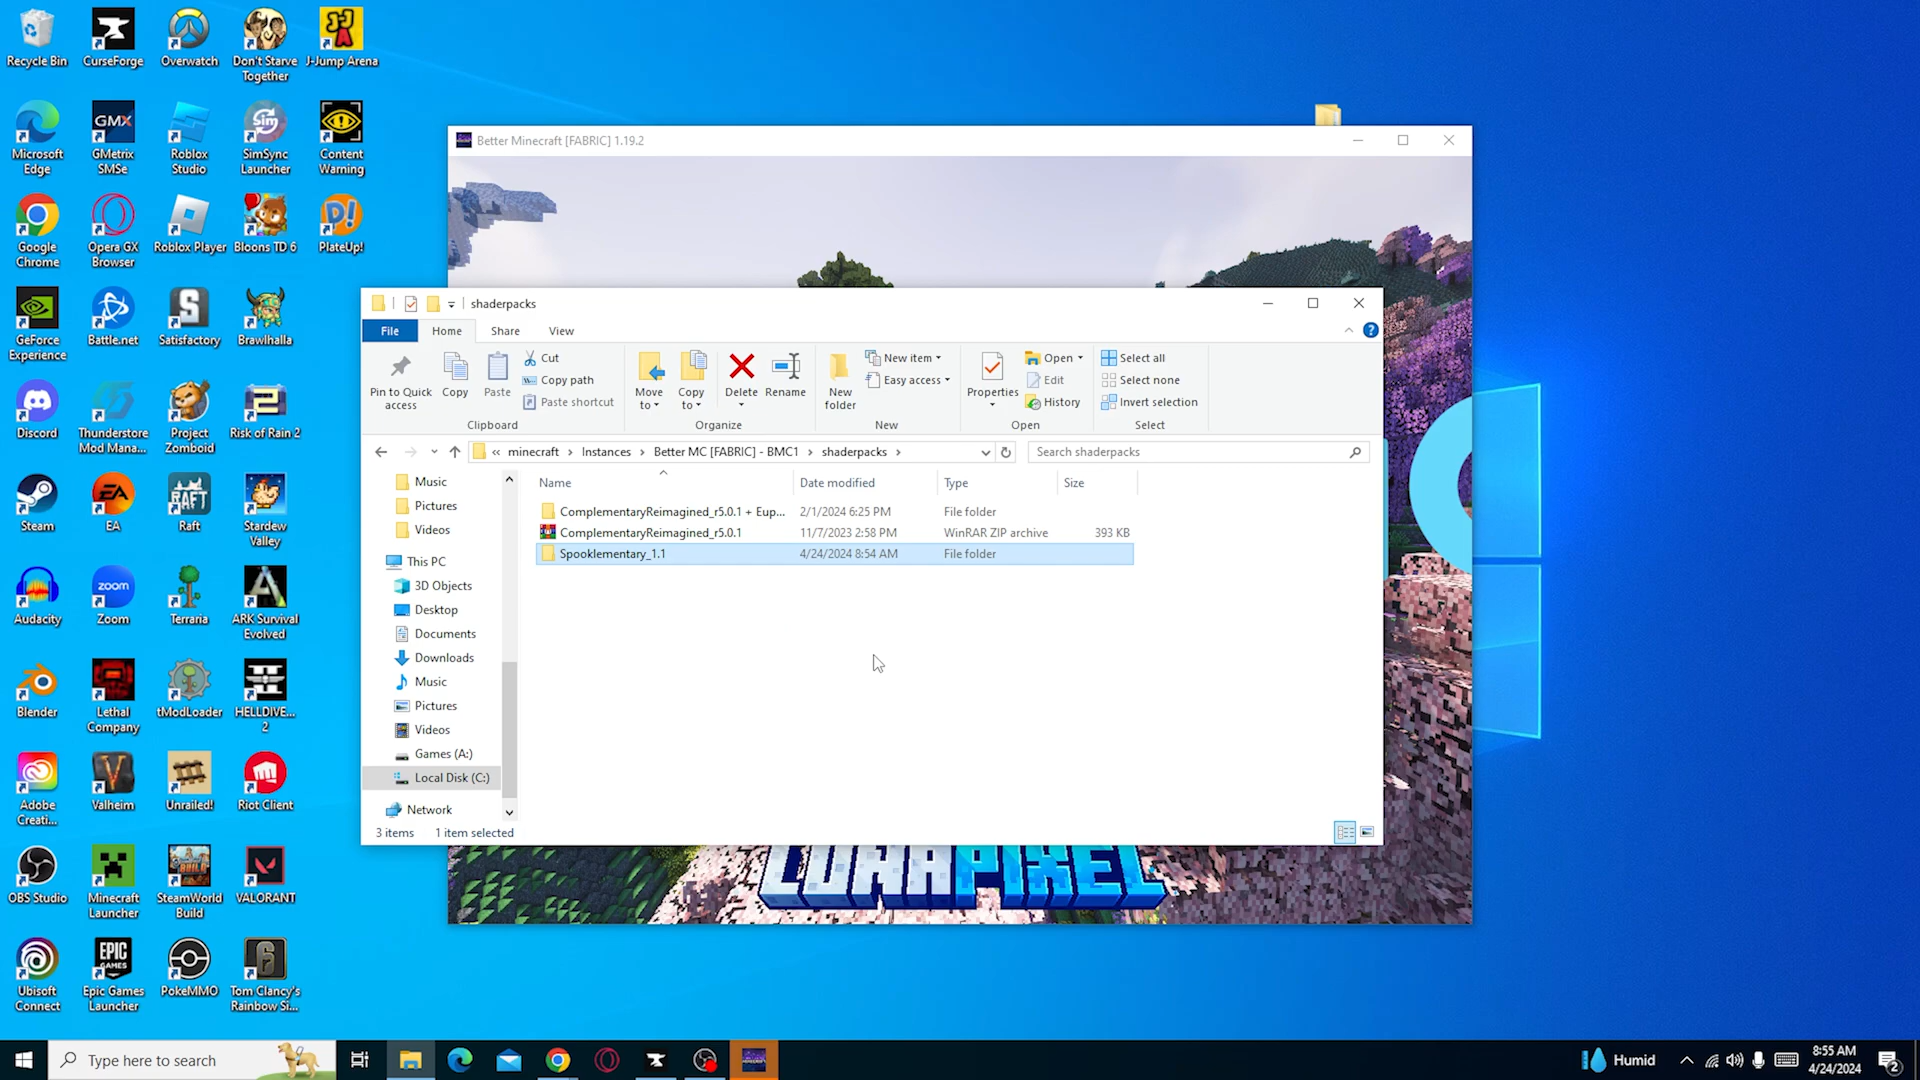 Recycle Bin
CurseForge
Overwatch
Don't Starve
Together
J-Jump Arena
Microsoft
Edge
GMX
GMetrix
SMSe
Roblox
Studio
Sim
SimSync
Launcher
Content
Warning
Google
Chrome
Opera GX
Browser
Roblox Player
Bloons TD 6
D!
PlateUp!
GeForce
Experience
Battle.net
Satisfactory
Brawlhalla
Discord
Thunderstore
Mod Mana...
Project
Zomboid
Risk of Rain 2
Steam
EA
EA
RAFT
Raft
Stardew
Valley
Audacity
zoom
Zoom
Terraria
ARK Survival
Evolved
Blender
Lethal
Company
tModLoader
HELLDIVE...
2
Adobe
Creati...
Valheim
Unrailed!
Riot Client
OBS Studio
Minecraft
Launcher
SteamWorld
Build
VALORANT
Ubisoft
Connect
EPIC
GAMES
Epic Games
Launcher
PokeMMO
6
Tom Clancy's
Rainbow Si...
Better Minecraft [FABRIC] 1.19.2
shaderpacks
File
Home
Share
View
Pin to Quick
access
Copy
Paste
Cut
Copy path
Paste shortcut
Clipboard
Move
to
Copy
to
Delete
Rename
Organize
New
folder
New item
Easy access
New
Properties
Open
Edit
History
Open
Select all
Select none
Invert selection
Select
« minecraft > Instances > Better MC [FABRIC] - BMC1 > shaderpacks >
Search shaderpacks
Name Date modified Type Size
ComplementaryReimagined_r5.0.1 + Eup... 2/1/2024 6:25 PM File folder
ComplementaryReimagined_r5.0.1 11/7/2023 2:58 PM WinRAR ZIP archive 393 KB
Spooklementary_1.1 4/24/2024 8:54 AM File folder
Music
Pictures
Videos
This PC
3D Objects
Desktop
Documents
Downloads
Music
Pictures
Videos
Games (A:)
Local Disk (C:)
Network
3 items 1 item selected
LUNAPIXEL
Type here to search
Humid
8:55 AM
4/24/2024
2